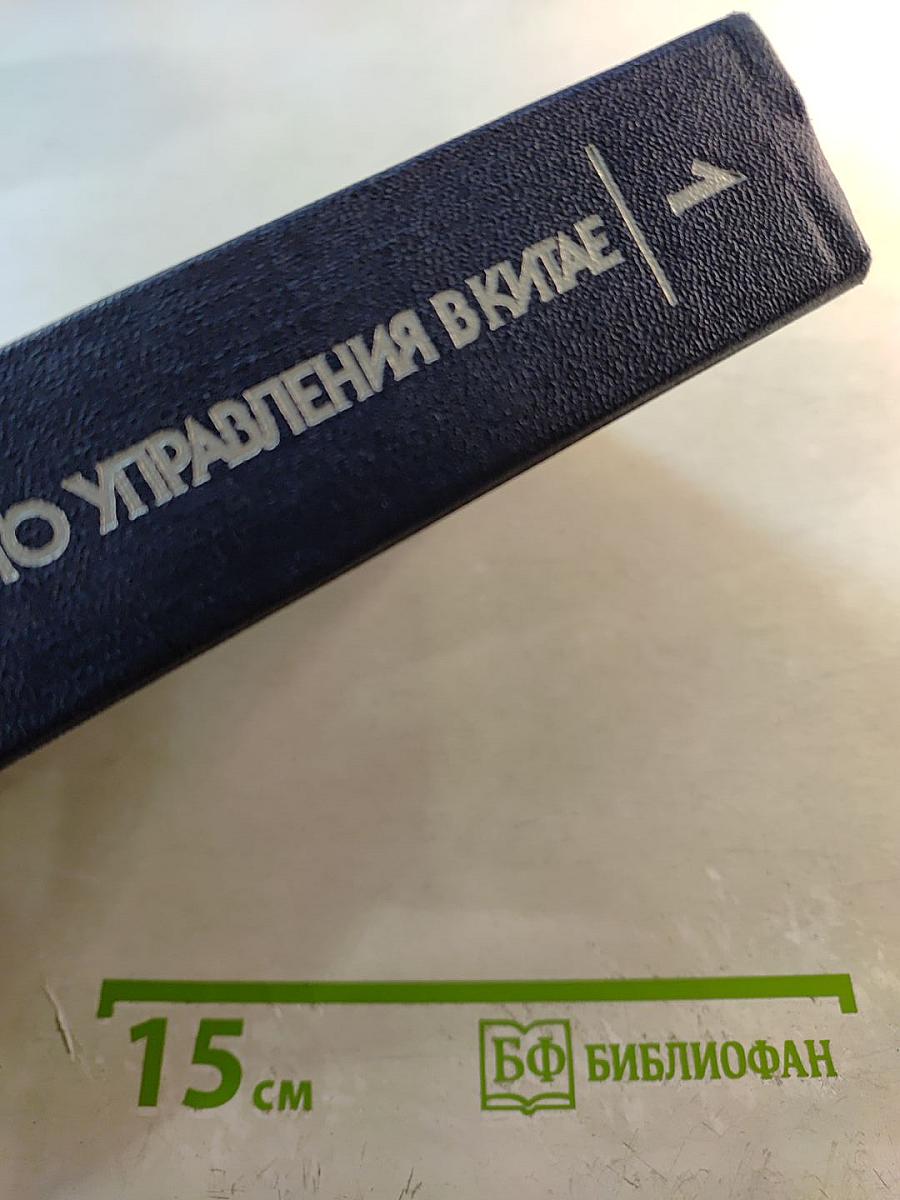 УПРАВЛЕНИЯ В КИТАЕ
1
15 см
БФ БИБЛИОФАН